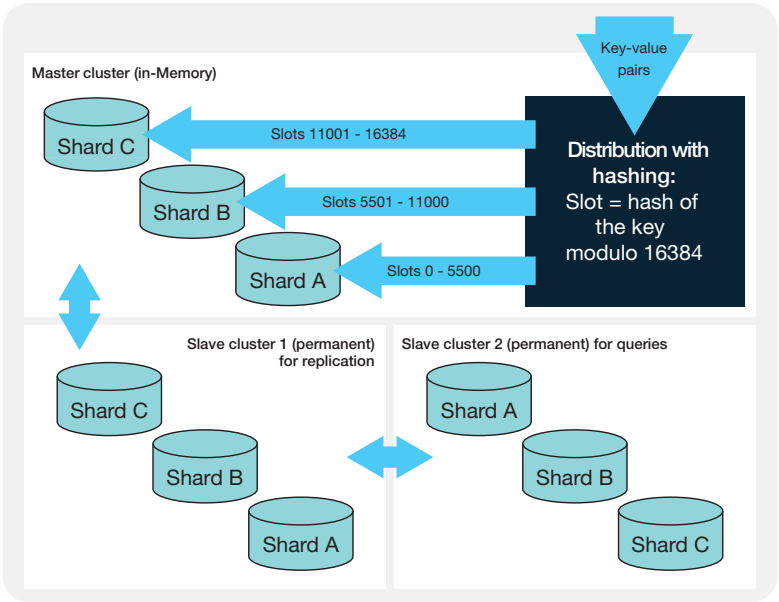 Key-value
pairs
Master cluster (in-Memory)
Shard C
Slots 11001 - 16384
Distribution with
hashing:
Slot = hash of
the key
modulo 16384
Shard B
Slots 5501 - 11000
Shard A
Slots 0 - 5500
Slave cluster 1 (permanent)
for replication
Shard C
Shard B
Shard A
Slave cluster 2 (permanent) for queries
Shard A
Shard B
Shard C